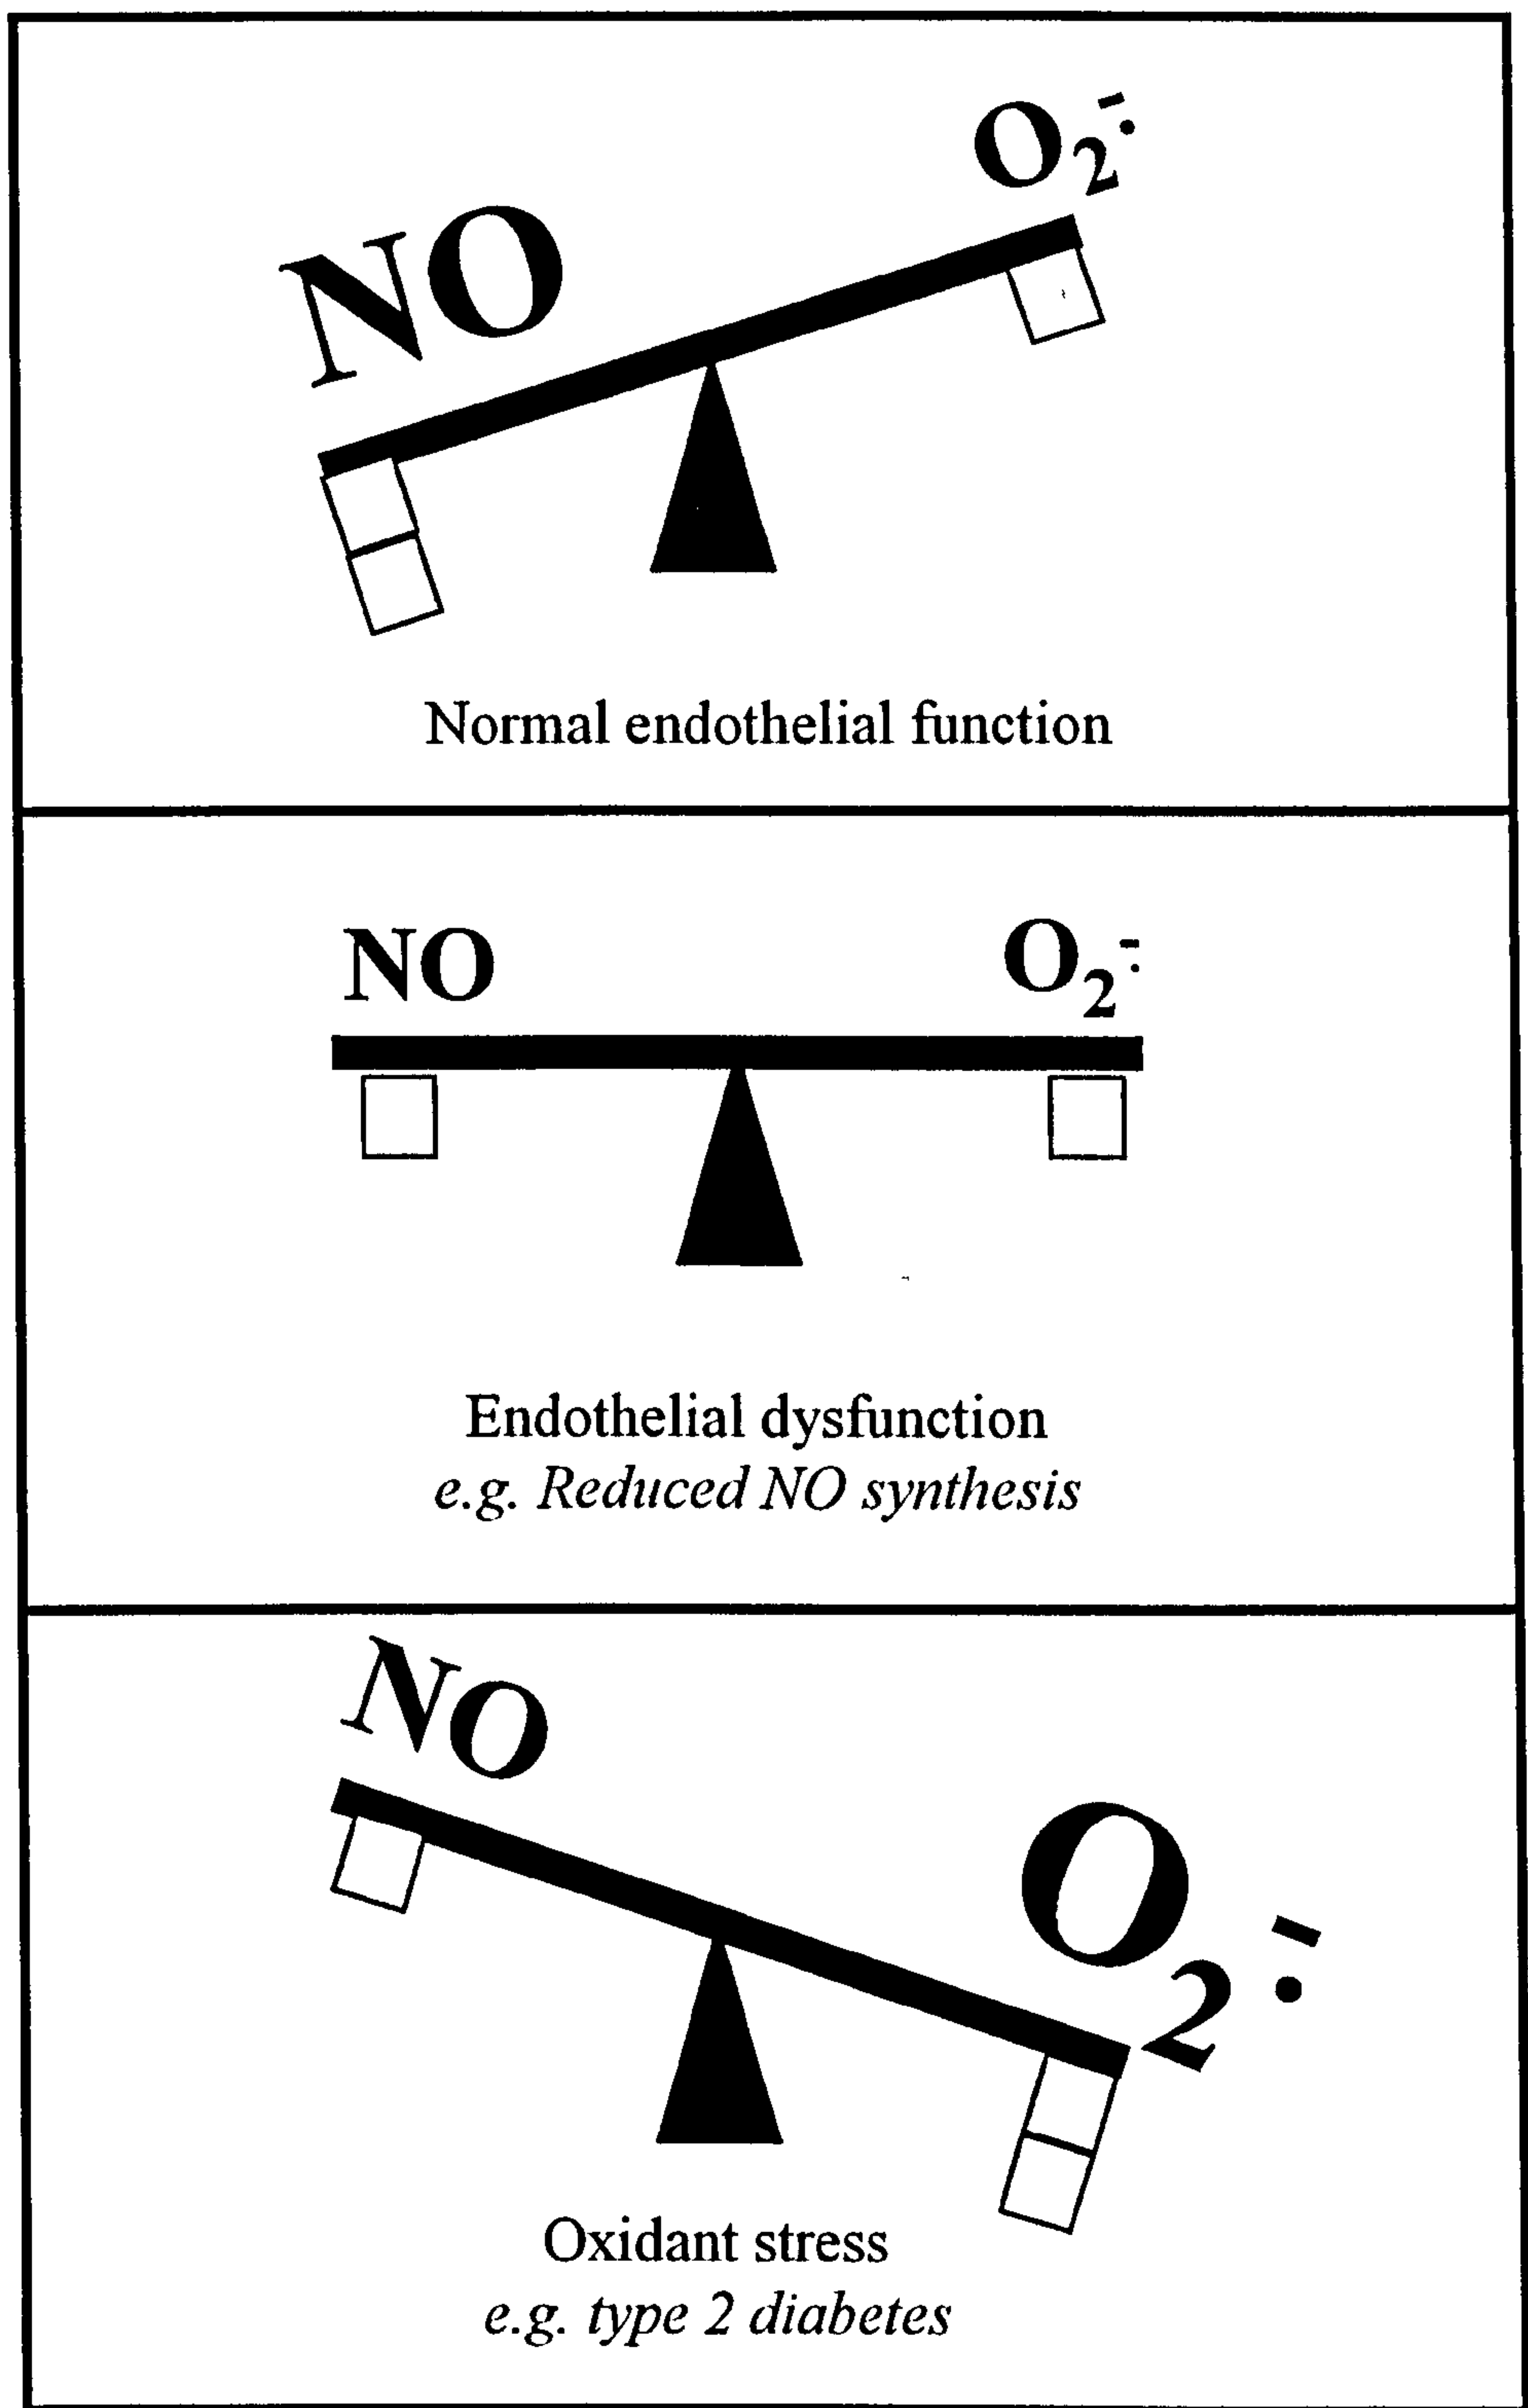 NO O₂⁻·
Normal endothelial function
NO O₂⁻·
Endothelial dysfunction
e.g. Reduced NO synthesis
NO
O₂⁻·
Oxidant stress
e.g. type 2 diabetes